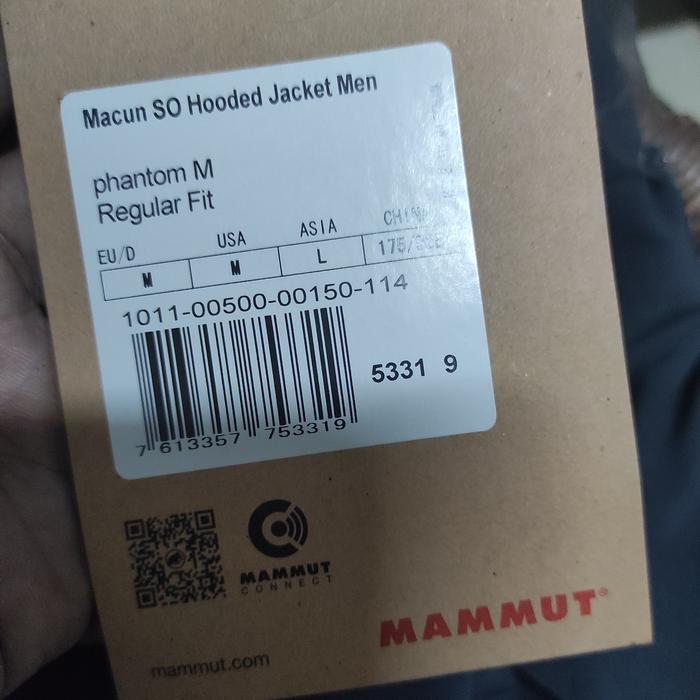 Macun SO Hooded Jacket Men
phantom M
Regular Fit
EU/D USA ASIA
M M L
1011-00500-00150-114
5331 9
7 613357 753319
MAMMUT
CONNECT
MAMMUT®
mammut.com